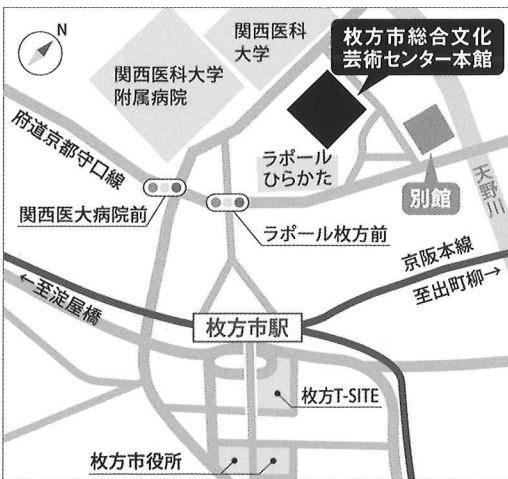 N
関西医科
大学
枚方市総合文化
芸術センター本館
関西医科大学
附属病院
府道京都守口線
ラポール
ひらかた
別館
天野川
関西医大病院前
ラポール枚方前
京阪本線
←至淀屋橋
至出町柳→
枚方市駅
枚方T-SITE
枚方市役所